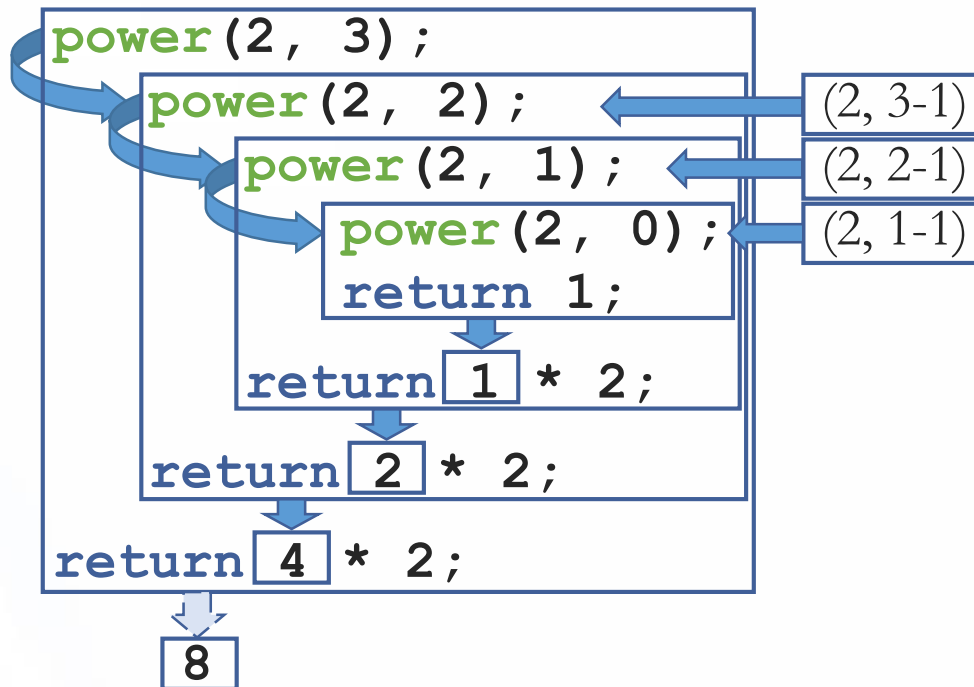 power(2, 3);
power(2, 2);
(2, 3-1)
power(2, 1);
(2, 2-1)
power(2, 0);
(2, 1-1)
return 1;
return 1 * 2;
return 2 * 2;
return 4 * 2;
8